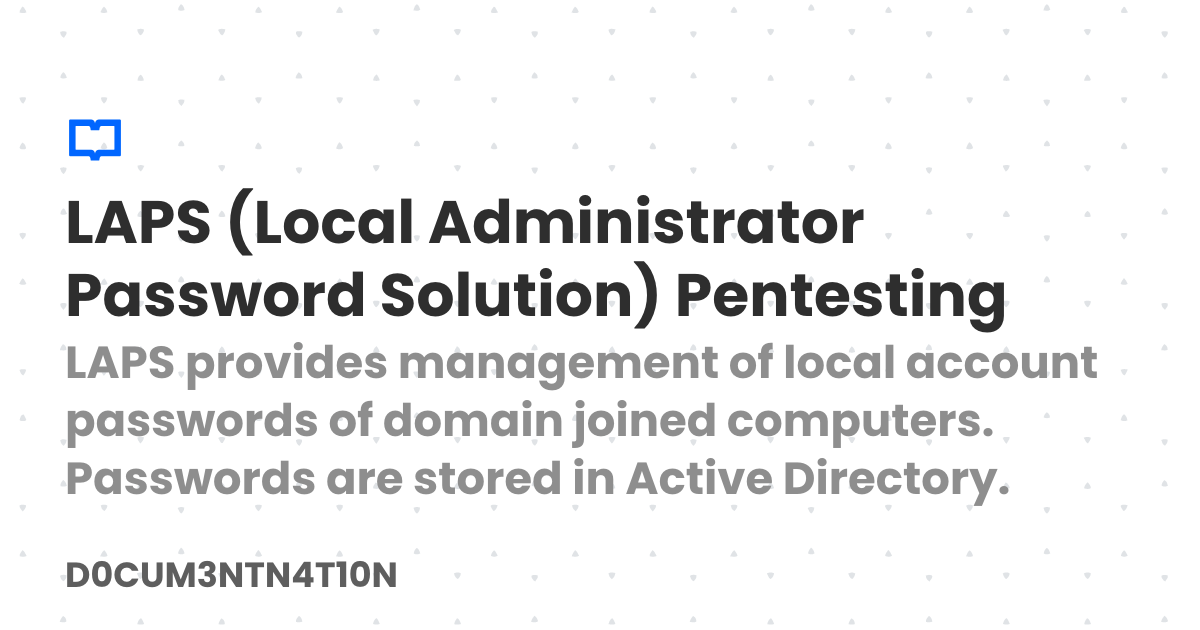 LAPS (Local Administrator
Password Solution) Pentesting
LAPS provides management of local account
passwords of domain joined computers.
Passwords are stored in Active Directory.
D0CUM3NTN4T10N